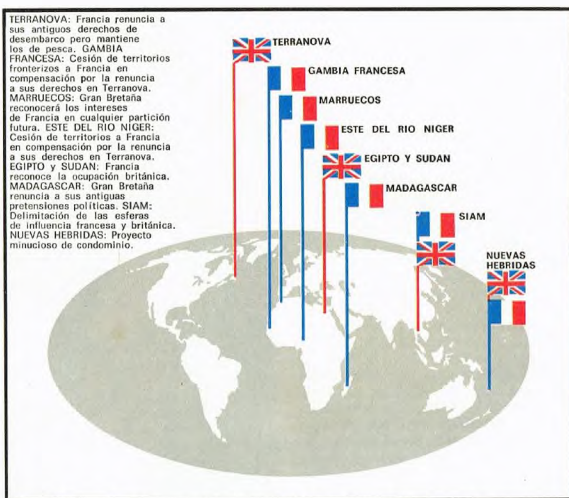 TERRANOVA: Francia renuncia a
sus antiguos derechos de
desembarco pero mantiene
los de pesca. GAMBIA
FRANCESA: Cesión de territorios
fronterizos a Francia en
compensación por la renuncia
a sus derechos en Terranova.
MARRUECOS: Gran Bretaña
reconocerá los intereses
de Francia en cualquier partición
futura. ESTE DEL RIO NIGER:
Cesión de territorios a Francia
en compensación por la renuncia
a sus derechos en Terranova.
EGIPTO y SUDAN: Francia
reconoce la ocupación británica.
MADAGASCAR: Gran Bretaña
renuncia a sus antiguas
pretensiones políticas. SIAM:
Delimitación de las esferas
de influencia francesa y británica.
NUEVAS HEBRIDAS: Proyecto
minucioso de condominio.
TERRANOVA
GAMBIA FRANCESA
MARRUECOS
ESTE DEL RIO NIGER
EGIPTO Y SUDAN
MADAGASCAR
SIAM
NUEVAS
HEBRIDAS